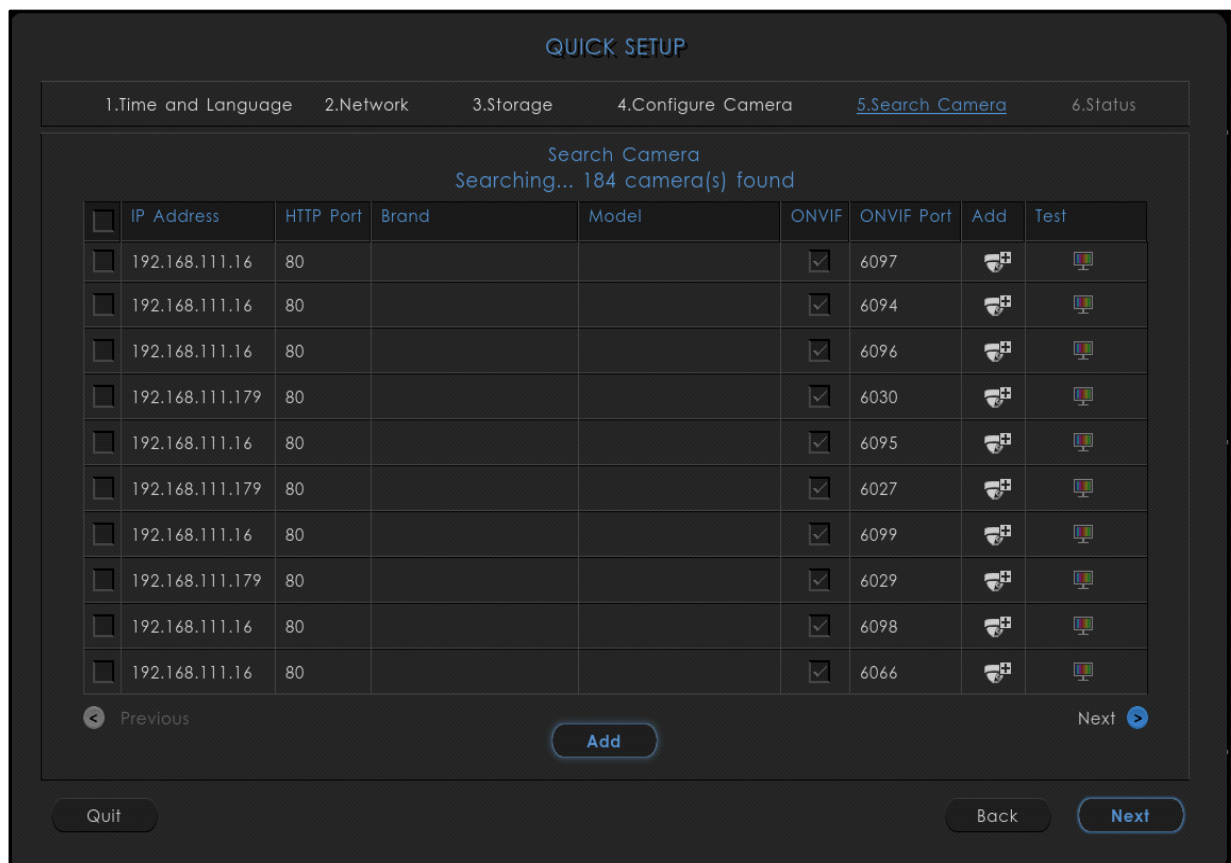 QUICK SETUP
1.Time and Language 2.Network 3.Storage 4.Configure Camera 5.Search Camera 6.Status
Search Camera
Searching... 184 camera(s) found
IP Address HTTP Port Brand Model ONVIF ONVIF Port Add Test
192.168.111.16 80 6097
192.168.111.16 80 6094
192.168.111.16 80 6096
192.168.111.179 80 6030
192.168.111.16 80 6095
192.168.111.179 80 6027
192.168.111.16 80 6099
192.168.111.179 80 6029
192.168.111.16 80 6098
192.168.111.16 80 6066
Previous Next
Add
Quit Back Next